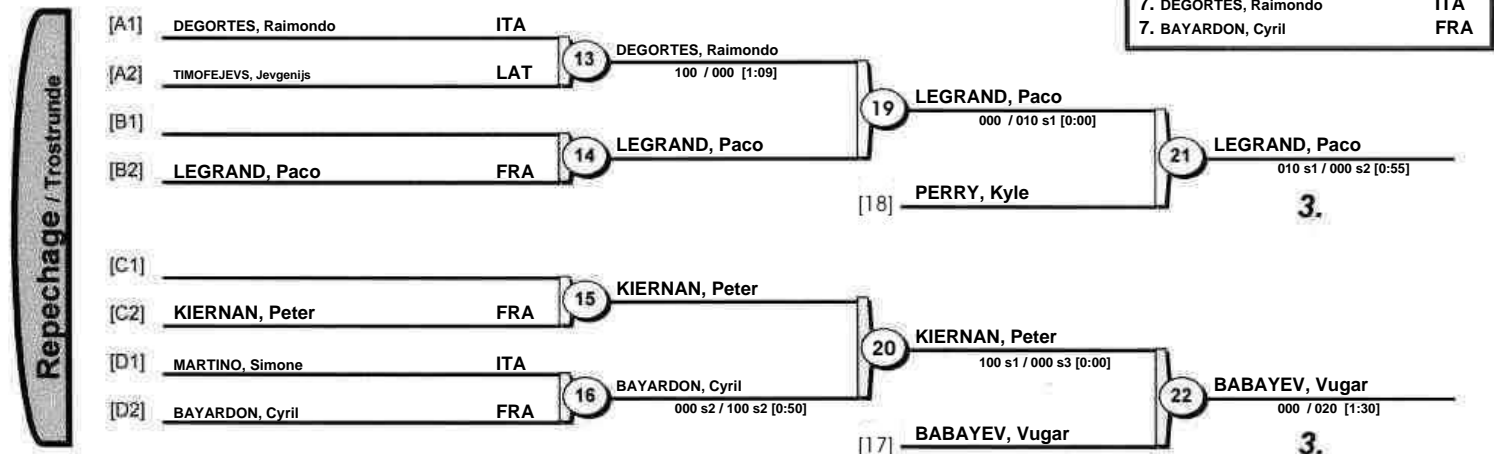 7. DEGORTES, Raimondo ITA
7. BAYARDON, Cyril FRA
Repechage / Trostrunde
[A1] DEGORTES, Raimondo ITA
[A2] TIMOFEJEVS, Jevgenijs LAT
13 DEGORTES, Raimondo
100 / 000 [1:09]
[B1]
[B2] LEGRAND, Paco FRA
14 LEGRAND, Paco
19 LEGRAND, Paco
000 / 010 s1 [0:00]
[18] PERRY, Kyle
21 LEGRAND, Paco
010 s1 / 000 s2 [0:55]
3.
[C1]
[C2] KIERNAN, Peter FRA
15 KIERNAN, Peter
[D1] MARTINO, Simone ITA
[D2] BAYARDON, Cyril FRA
16 BAYARDON, Cyril
000 s2 / 100 s2 [0:50]
20 KIERNAN, Peter
100 s1 / 000 s3 [0:00]
[17] BABAYEV, Vugar
22 BABAYEV, Vugar
000 / 020 [1:30]
3.